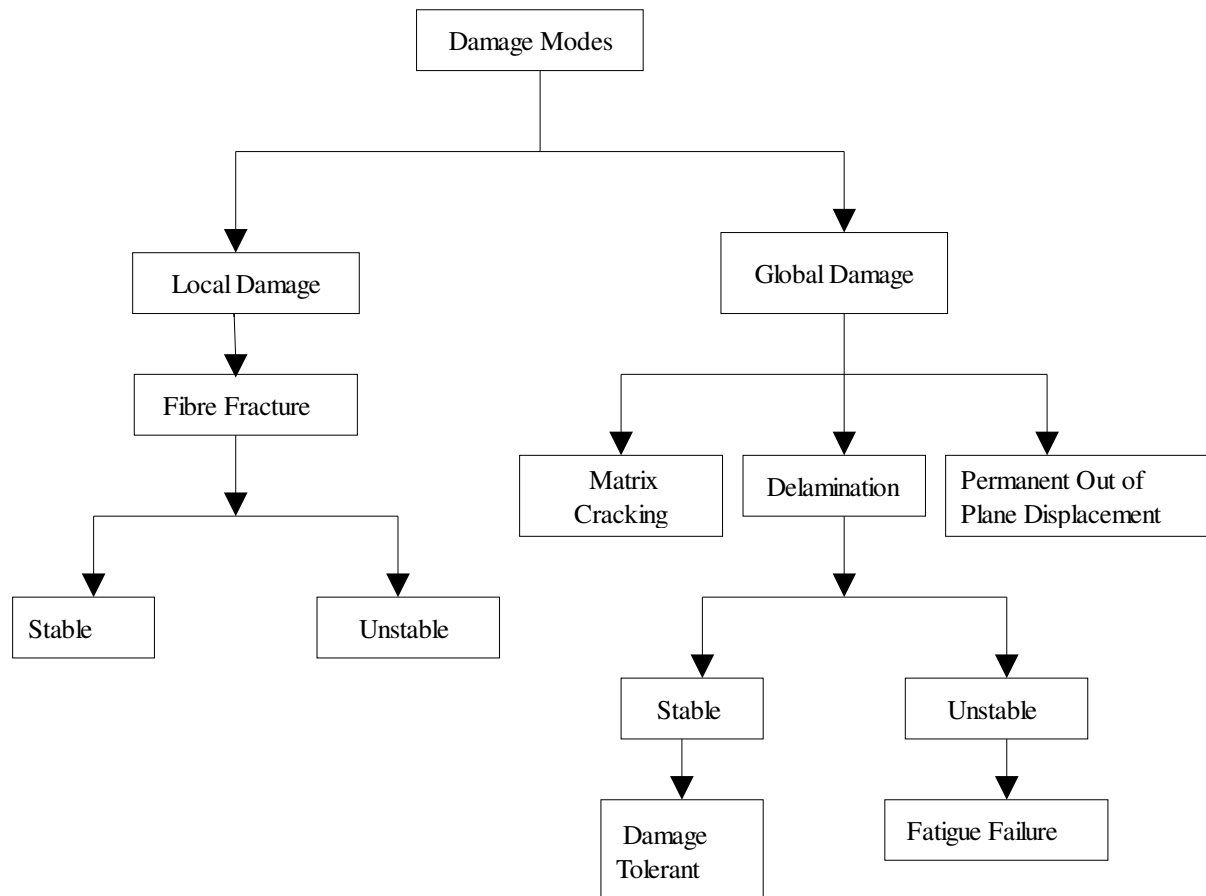 Damage Modes
Local Damage
Global Damage
Fibre Fracture
Matrix
Cracking
Delamination
Permanent Out of
Plane Displacement
Stable
Unstable
Stable
Unstable
Damage
Tolerant
Fatigue Failure